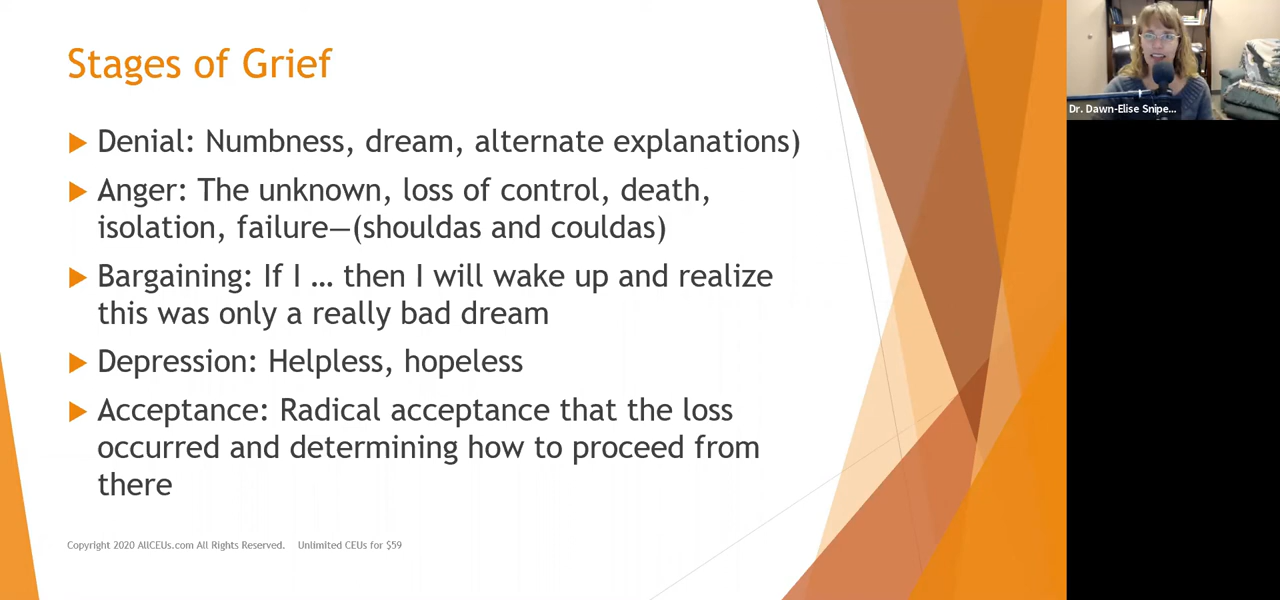 Stages of Grief
Denial: Numbness, dream, alternate explanations)
Anger: The unknown, loss of control, death,
isolation, failure—(shouldas and couldas)
Bargaining: If I … then I will wake up and realize
this was only a really bad dream
Depression: Helpless, hopeless
Acceptance: Radical acceptance that the loss
occurred and determining how to proceed from
there
Copyright 2020 AllCEUs.com All Rights Reserved. Unlimited CEUs for $59
Dr. Dawn-Elise Snipe...